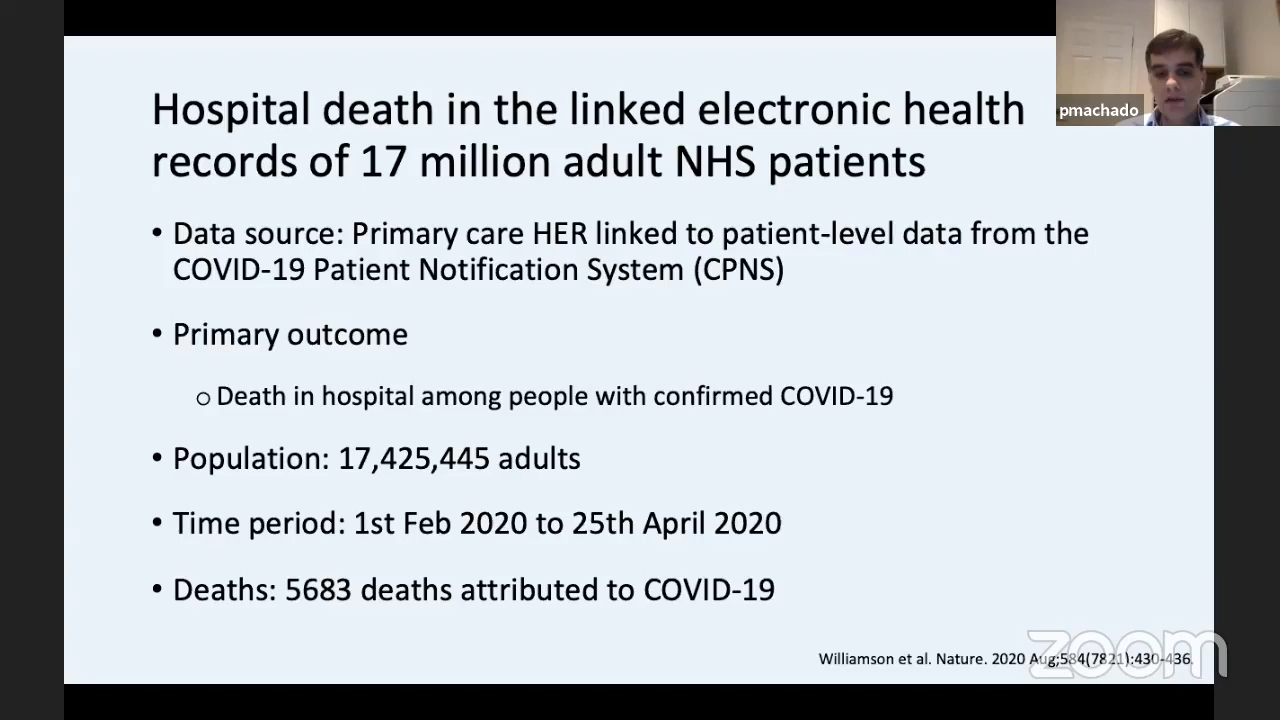 Hospital death in the linked electronic health
records of 17 million adult NHS patients
pmachado
• Data source: Primary care HER linked to patient-level data from the
COVID-19 Patient Notification System (CPNS)
• Primary outcome
o Death in hospital among people with confirmed COVID-19
• Population: 17,425,445 adults
• Time period: 1st Feb 2020 to 25th April 2020
• Deaths: 5683 deaths attributed to COVID-19
Williamson et al. Nature. 2020 Aug;584(7821):430-436.
zoom